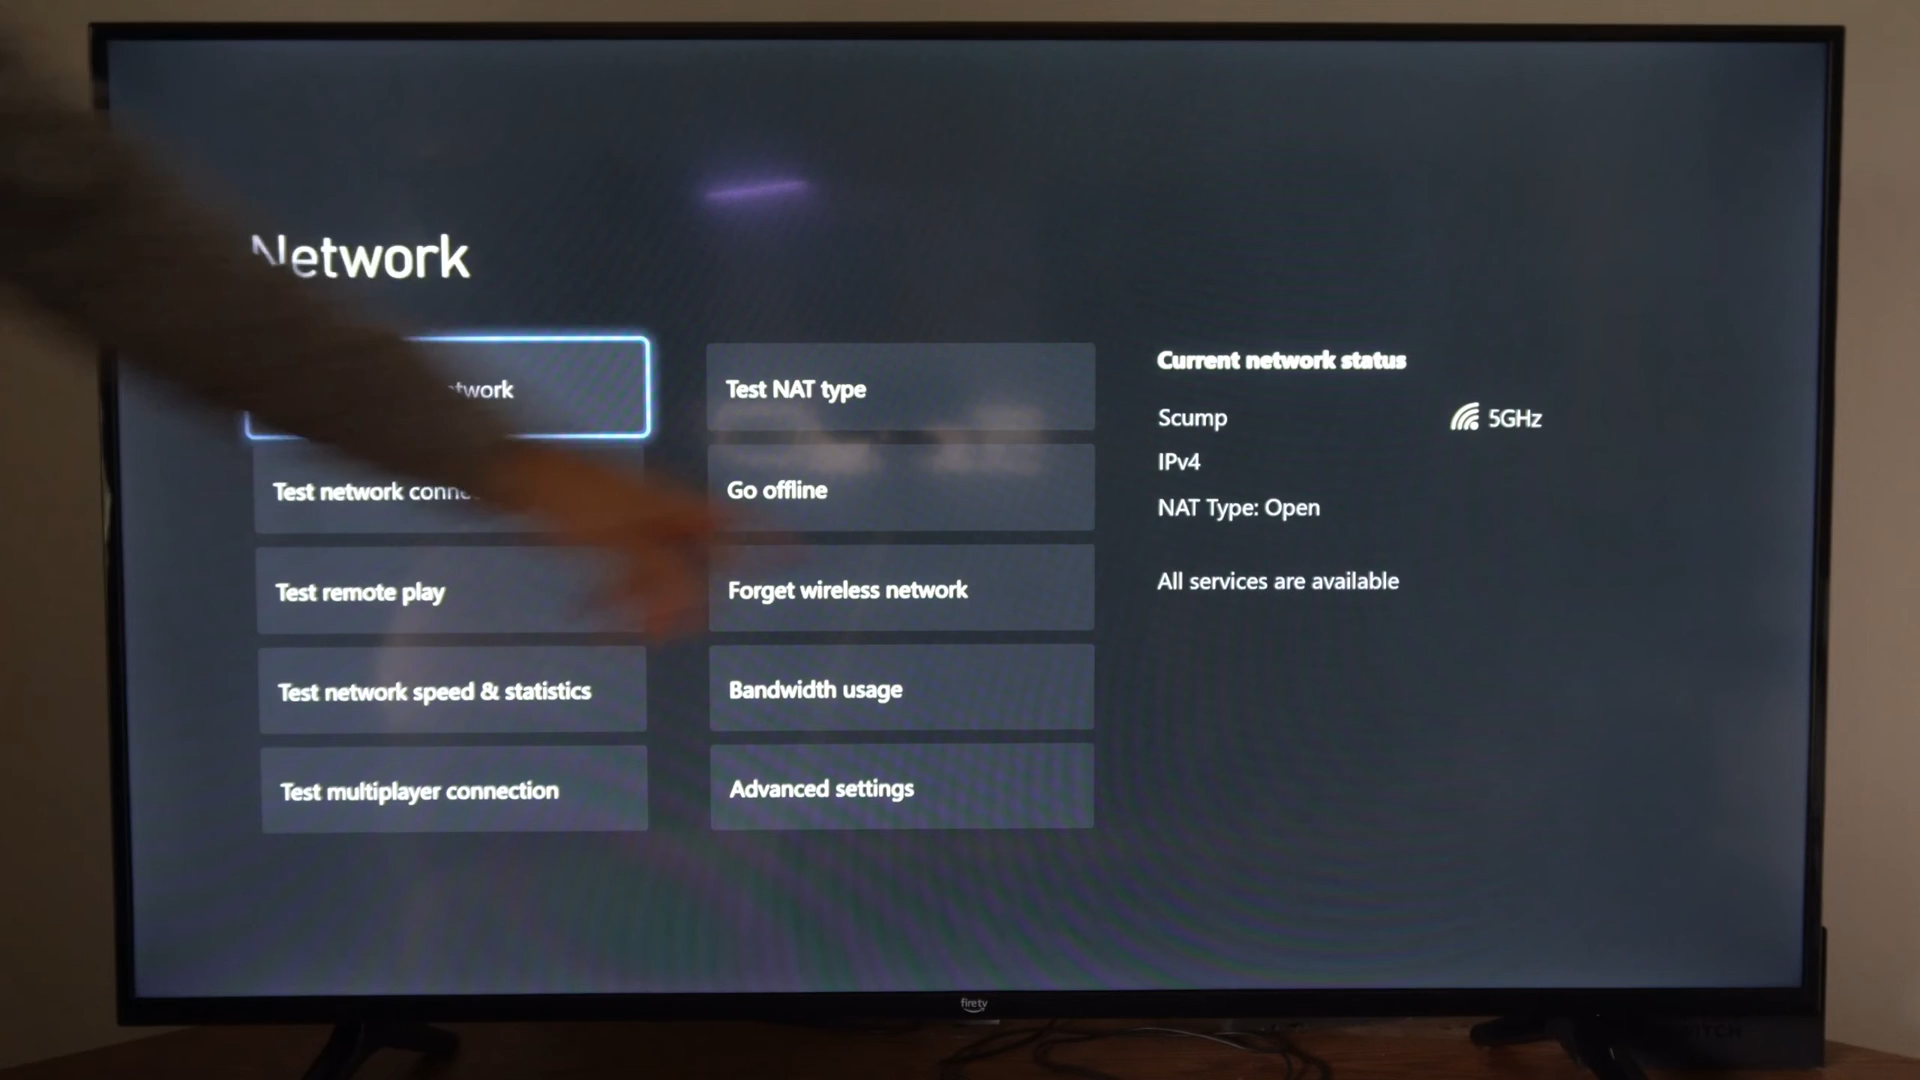 Network
Test network
Test remote play
Test network speed & statistics
Test multiplayer connection
Test NAT type
Go offline
Forget wireless network
Bandwidth usage
Advanced settings
Current network status
Scump 5GHz
IPv4
NAT Type: Open
All services are available
firetv